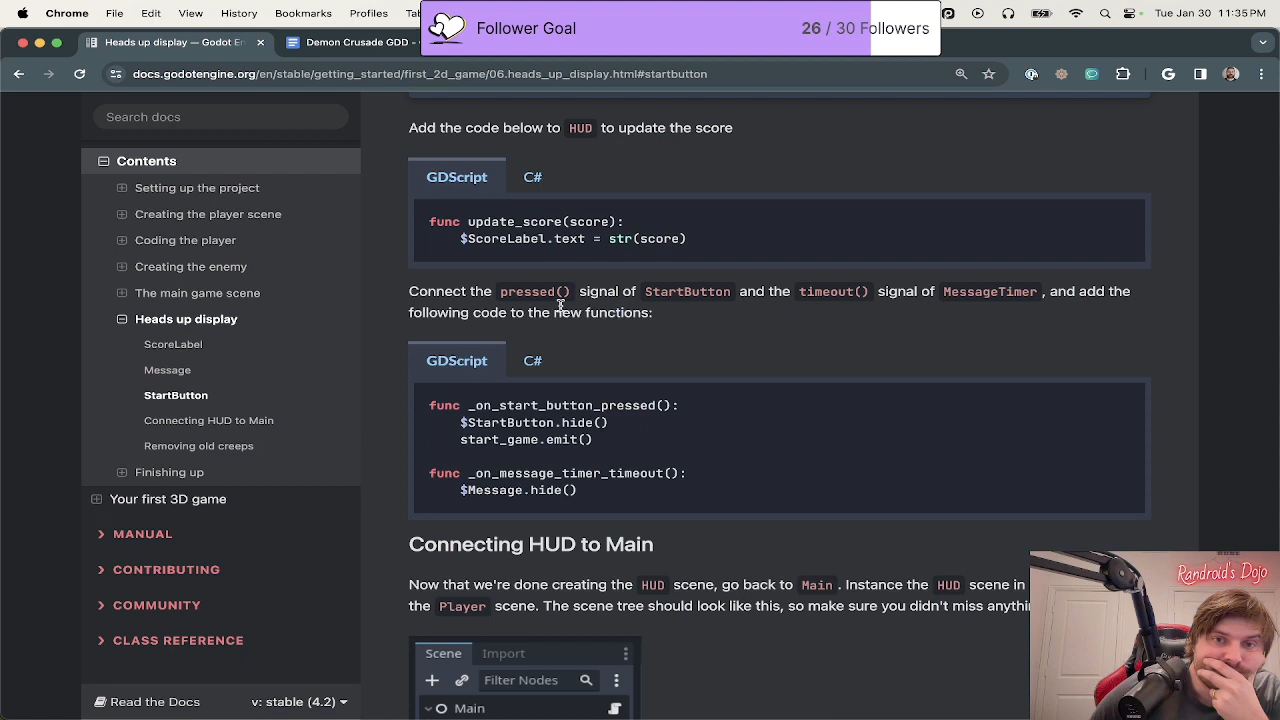 Chrome File Edit View History Bookmarks
Tue Jan 30 11:35 PM
Follower Goal 26 / 30 Followers
Heads up display — Godot En
Demon Crusade GDD -
docs.godotengine.org/en/stable/getting_started/first_2d_game/06.heads_up_display.html#startbutton
Search docs
Contents
Setting up the project
Creating the player scene
Coding the player
Creating the enemy
The main game scene
Heads up display
ScoreLabel
Message
StartButton
Connecting HUD to Main
Removing old creeps
Finishing up
Your first 3D game
MANUAL
CONTRIBUTING
COMMUNITY
CLASS REFERENCE
Read the Docs v: stable (4.2)
Add the code below to HUD to update the score
GDScript C#
func update_score(score):
$ScoreLabel.text = str(score)
Connect the pressed() signal of StartButton and the timeout() signal of MessageTimer, and add the
following code to the new functions:
GDScript C#
func _on_start_button_pressed():
$StartButton.hide()
start_game.emit()
func _on_message_timer_timeout():
$Message.hide()
Connecting HUD to Main
Now that we're done creating the HUD scene, go back to Main. Instance the HUD scene in
the Player scene. The scene tree should look like this, so make sure you didn't miss anythin
Scene Import
Filter Nodes
Main
Randroid's Dojo